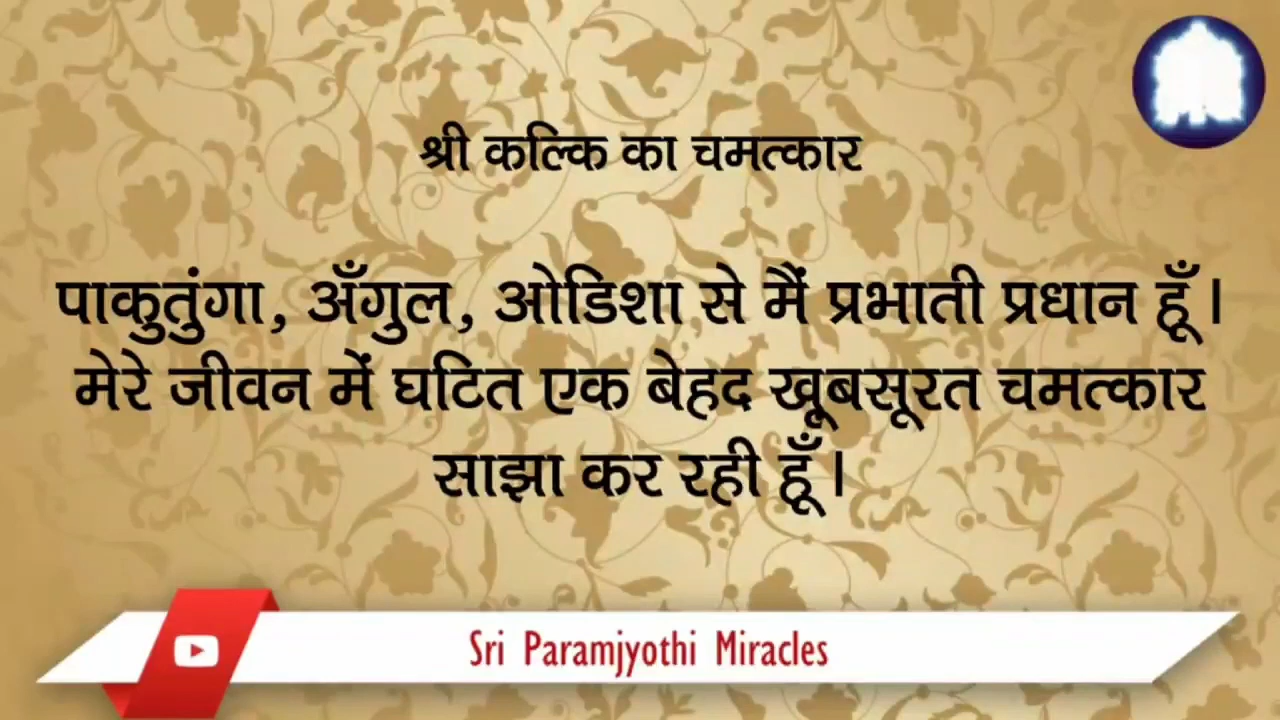 श्री कल्कि का चमत्कार
पाकुतुंगा, अँगुल, ओडिशा से मैं प्रभाती प्रधान हूँ।
मेरे जीवन में घटित एक बेहद खूबसूरत चमत्कार
साझा कर रही हूँ।
Sri Paramjyothi Miracles